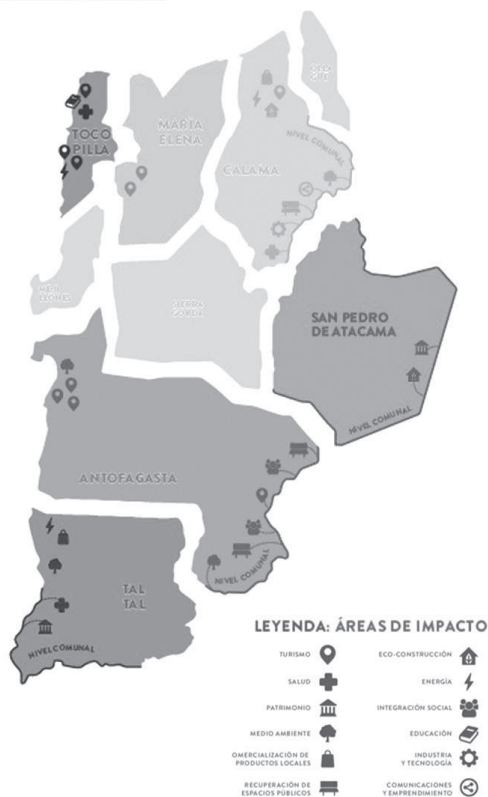 TOCO
PILLA
MARÍA
ELENA
CALAMA
NIVEL COMUNAL
SIERRA
GORDA
SAN PEDRO
DE ATACAMA
NIVEL COMUNAL
ANTOFAGASTA
NIVEL COMUNAL
TAL
TAL
NIVEL COMUNAL
LEYENDA: ÁREAS DE IMPACTO
TURISMO
ECO-CONSTRUCCIÓN
SALUD
ENERGÍA
PATRIMONIO
INTEGRACIÓN SOCIAL
MEDIO AMBIENTE
EDUCACIÓN
OMERCIALIZACIÓN DE
PRODUCTOS LOCALES
INDUSTRIA
Y TECNOLOGÍA
RECUPERACIÓN DE
ESPACIOS PÚBLICOS
COMUNICACIONES
Y EMPRENDIMIENTO